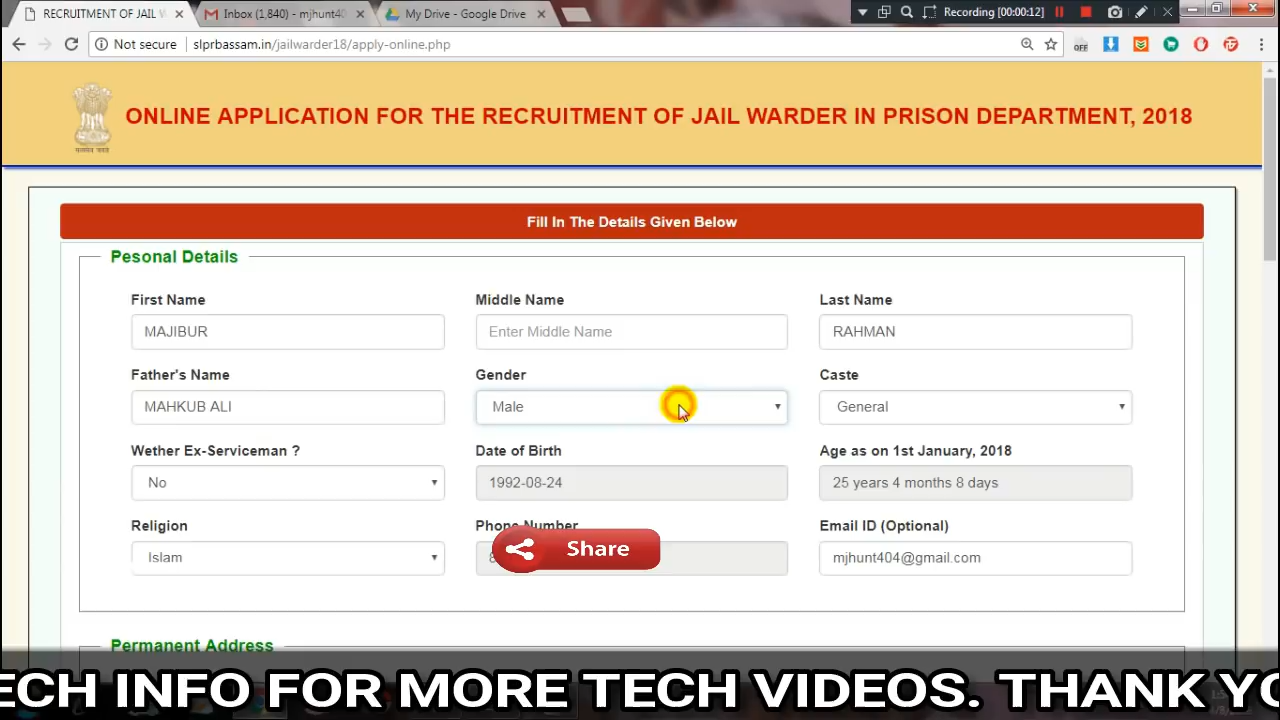 RECRUITMENT OF JAIL W
Inbox (1,840) - mjhunt40
My Drive - Google Drive
Recording [00:00:12]
Not secure
slprbassam.in/jailwarder18/apply-online.php
OFF
सत्यमेव जयते
ONLINE APPLICATION FOR THE RECRUITMENT OF JAIL WARDER IN PRISON DEPARTMENT, 2018
Fill In The Details Given Below
Pesonal Details
First Name Middle Name Last Name
MAJIBUR Enter Middle Name RAHMAN
Father's Name Gender Caste
MAHKUB ALI Male General
Wether Ex-Serviceman ? Date of Birth Age as on 1st January, 2018
No 1992-08-24 25 years 4 months 8 days
Religion Phone Number Email ID (Optional)
Islam 8 Share mjhunt404@gmail.com
Permanent Address
ECH INFO FOR MORE TECH VIDEOS. THANK YO